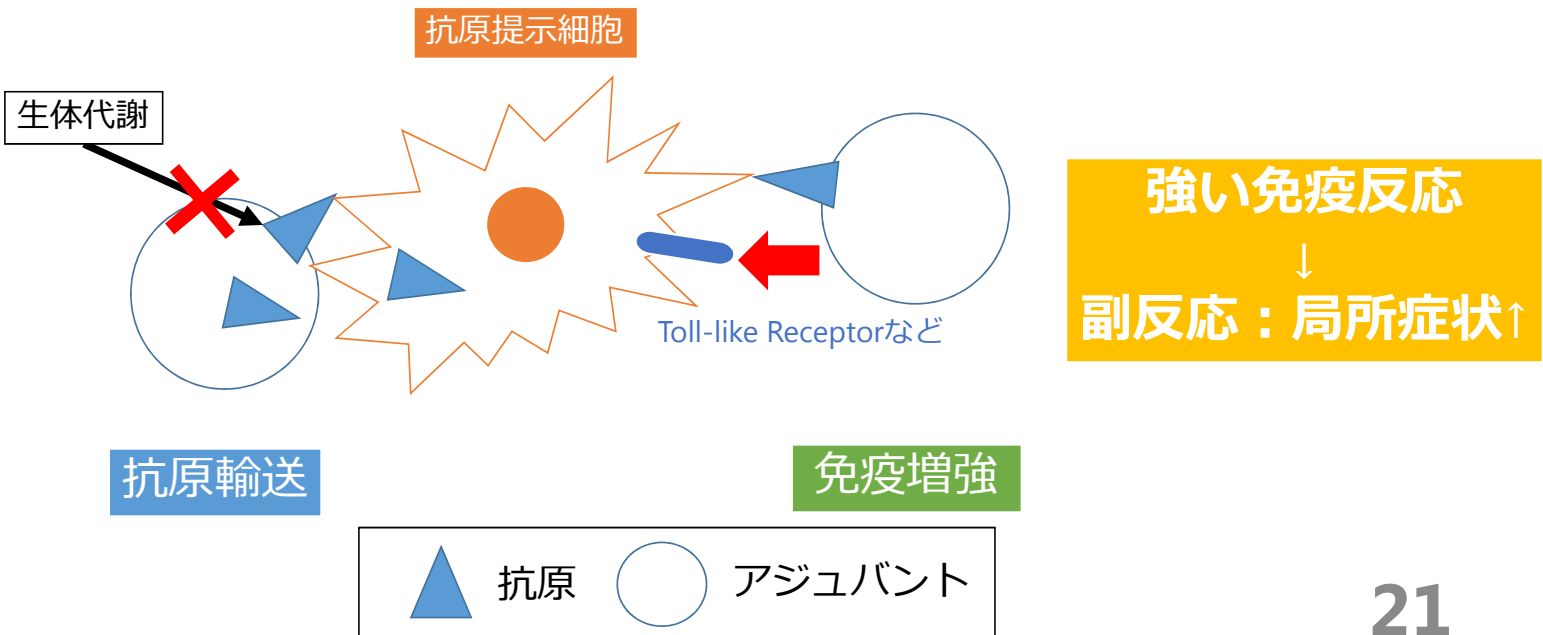 抗原提示細胞
生体代謝
強い免疫反応
↓
副反応：局所症状↑
Toll-like Receptorなど
抗原輸送
免疫増強
抗原
アジュバント
21